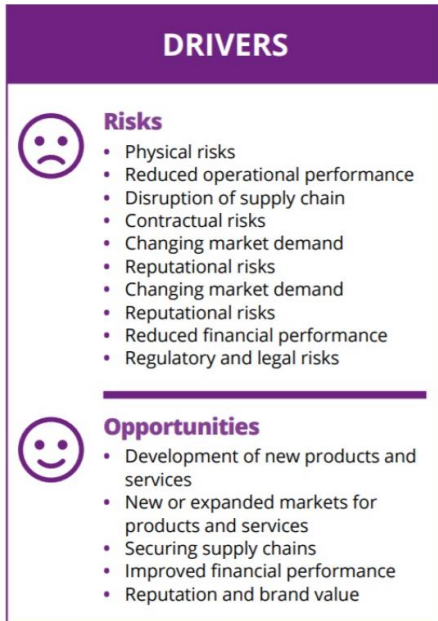 DRIVERS
Risks
• Physical risks
• Reduced operational performance
• Disruption of supply chain
• Contractual risks
• Changing market demand
• Reputational risks
• Changing market demand
• Reputational risks
• Reduced financial performance
• Regulatory and legal risks
Opportunities
• Development of new products and
services
• New or expanded markets for
products and services
• Securing supply chains
• Improved financial performance
• Reputation and brand value